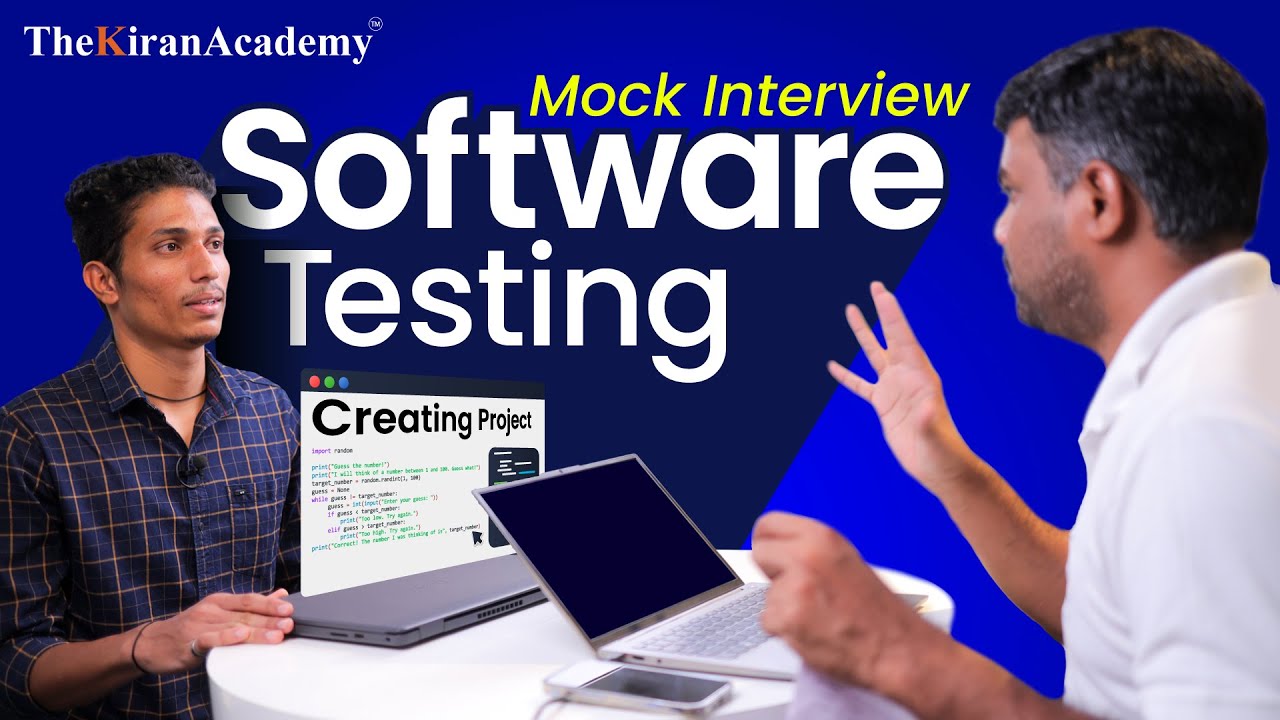 TheKiranAcademy™
Mock Interview
Software
Testing
Creating Project
import random
print("Guess the number!")
print("I will think of a number between 1 and 100. Guess what!")
target_number = random.randint(1, 100)
guess = None
while guess != target_number:
guess = int(input("Enter your guess: "))
if guess < target_number:
print("Too low. Try again.")
elif guess > target_number:
print("Too high. Try again.")
print("Correct! The number I was thinking of is", target_number)